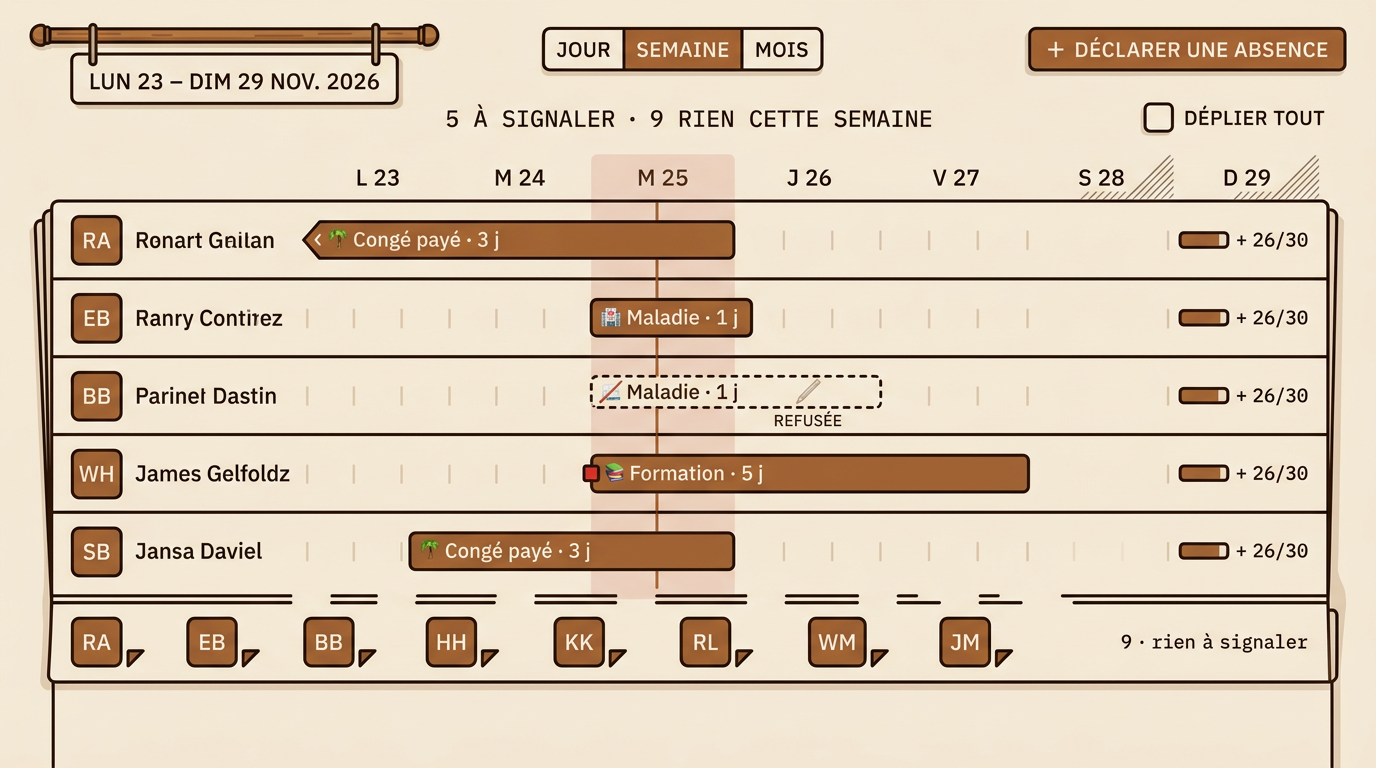 LUN 23 – DIM 29 NOV. 2026
JOUR SEMAINE MOIS
+ DÉCLARER UNE ABSENCE
5 À SIGNALER · 9 RIEN CETTE SEMAINE
DÉPLIER TOUT
L 23 M 24 M 25 J 26 V 27 S 28 D 29
RA Ronart Gailan ‹ Congé payé · 3 j + 26/30
EB Ranry Contirez Maladie · 1 j + 26/30
BB Parinet Dastin Maladie · 1 j + 26/30
REFUSÉE
WH James Gelfoldz Formation · 5 j + 26/30
SB Jansa Daviel Congé payé · 3 j + 26/30
RA EB BB HH KK RL WM JM 9 · rien à signaler